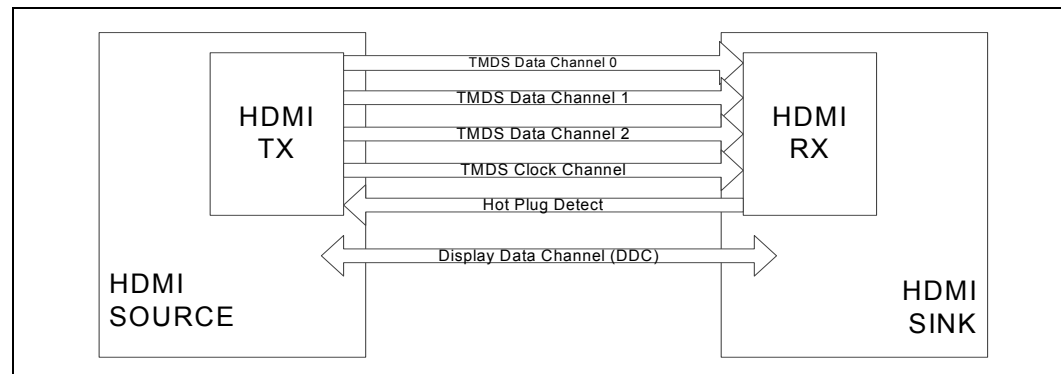 TMDS Data Channel 0
TMDS Data Channel 1
HDMI
TX
HDMI
RX
TMDS Data Channel 2
TMDS Clock Channel
Hot Plug Detect
Display Data Channel (DDC)
HDMI
SOURCE
HDMI
SINK